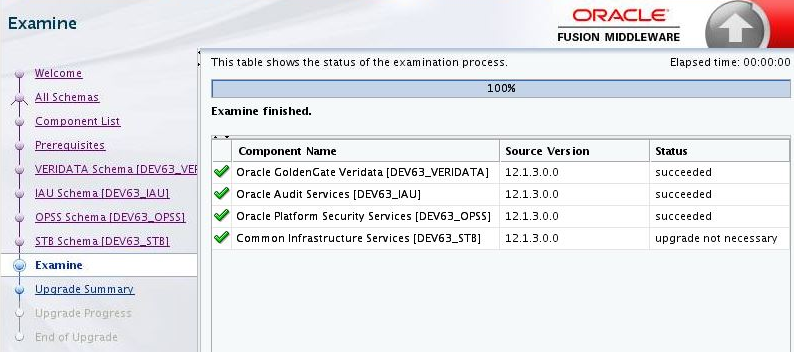 Examine
ORACLE
FUSION MIDDLEWARE
Welcome
All Schemas
Component List
Prerequisites
VERIDATA Schema [DEV63_VER
IAU Schema [DEV63_IAU]
OPSS Schema [DEV63_OPSS]
STB Schema [DEV63_STB]
Examine
Upgrade Summary
Upgrade Progress
End of Upgrade
This table shows the status of the examination process. Elapsed time: 00:00:00
100%
Examine finished.
Component Name Source Version Status
Oracle GoldenGate Veridata [DEV63_VERIDATA] 12.1.3.0.0 succeeded
Oracle Audit Services [DEV63_IAU] 12.1.3.0.0 succeeded
Oracle Platform Security Services [DEV63_OPSS] 12.1.3.0.0 succeeded
Common Infrastructure Services [DEV63_STB] 12.1.3.0.0 upgrade not necessary